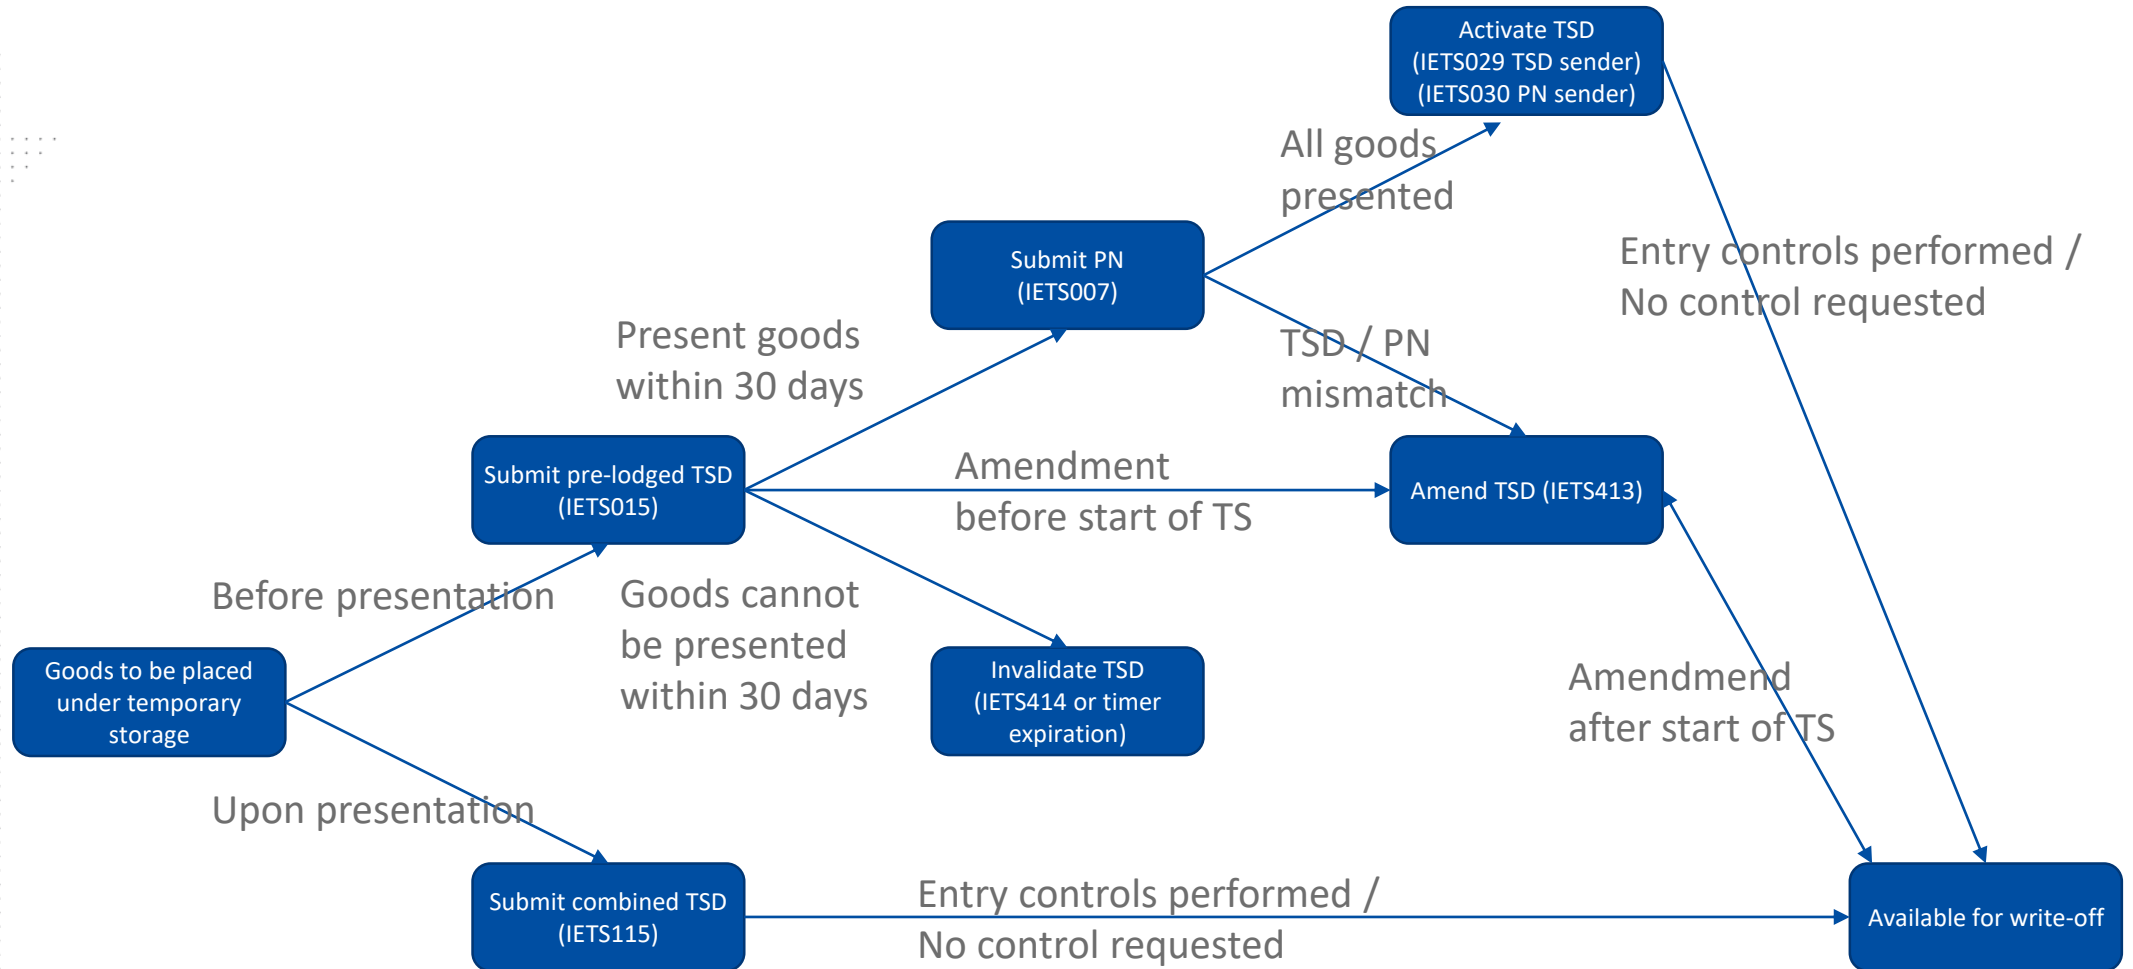 Activate TSD
(IETS029 TSD sender)
(IETS030 PN sender)
All goods
presented
Submit PN
(IETS007)
Entry controls performed /
No control requested
Present goods
within 30 days
TSD / PN
mismatch
Submit pre-lodged TSD
(IETS015)
Amendment
before start of TS
Amend TSD (IETS413)
Before presentation
Goods cannot
be presented
within 30 days
Goods to be placed
under temporary
storage
Invalidate TSD
(IETS414 or timer
expiration)
Amendmend
after start of TS
Upon presentation
Submit combined TSD
(IETS115)
Entry controls performed /
No control requested
Available for write-off